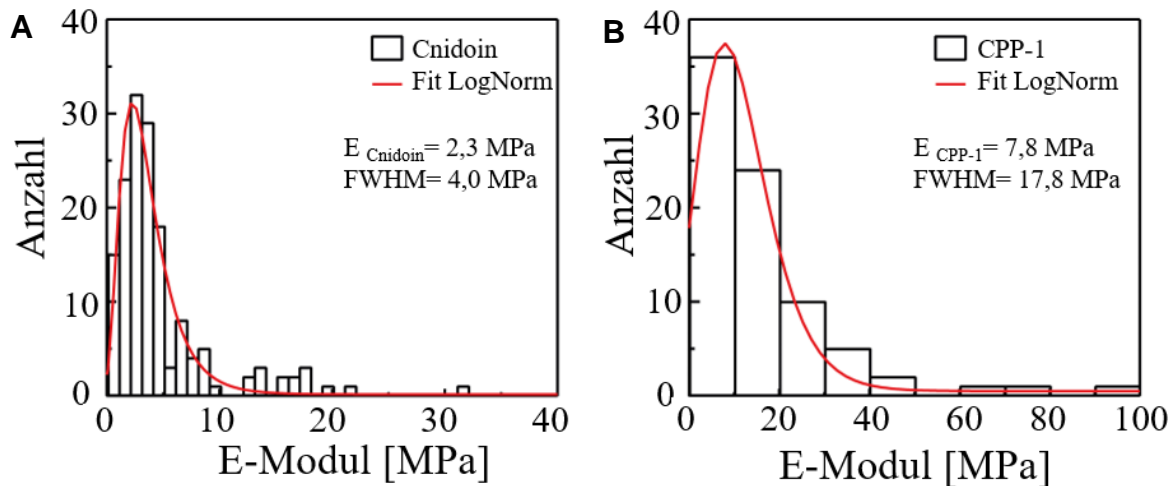 A
40
30
20
10
0
Anzahl
Cnidoin
Fit LogNorm
E Cnidoin= 2,3 MPa
FWHM= 4,0 MPa
0 10 20 30 40
E-Modul [MPa]
B
40
30
20
10
0
Anzahl
CPP-1
Fit LogNorm
E CPP-1= 7,8 MPa
FWHM= 17,8 MPa
0 20 40 60 80 100
E-Modul [MPa]